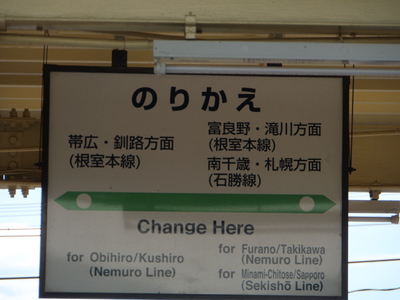 のりかえ
帯広・釧路方面
(根室本線)
富良野・滝川方面
(根室本線)
南千歳・札幌方面
(石勝線)
Change Here
for Obihiro/Kushiro
(Nemuro Line)
for Furano/Takikawa
(Nemuro Line)
for Minami-Chitose/Sapporo
(Sekishō Line)